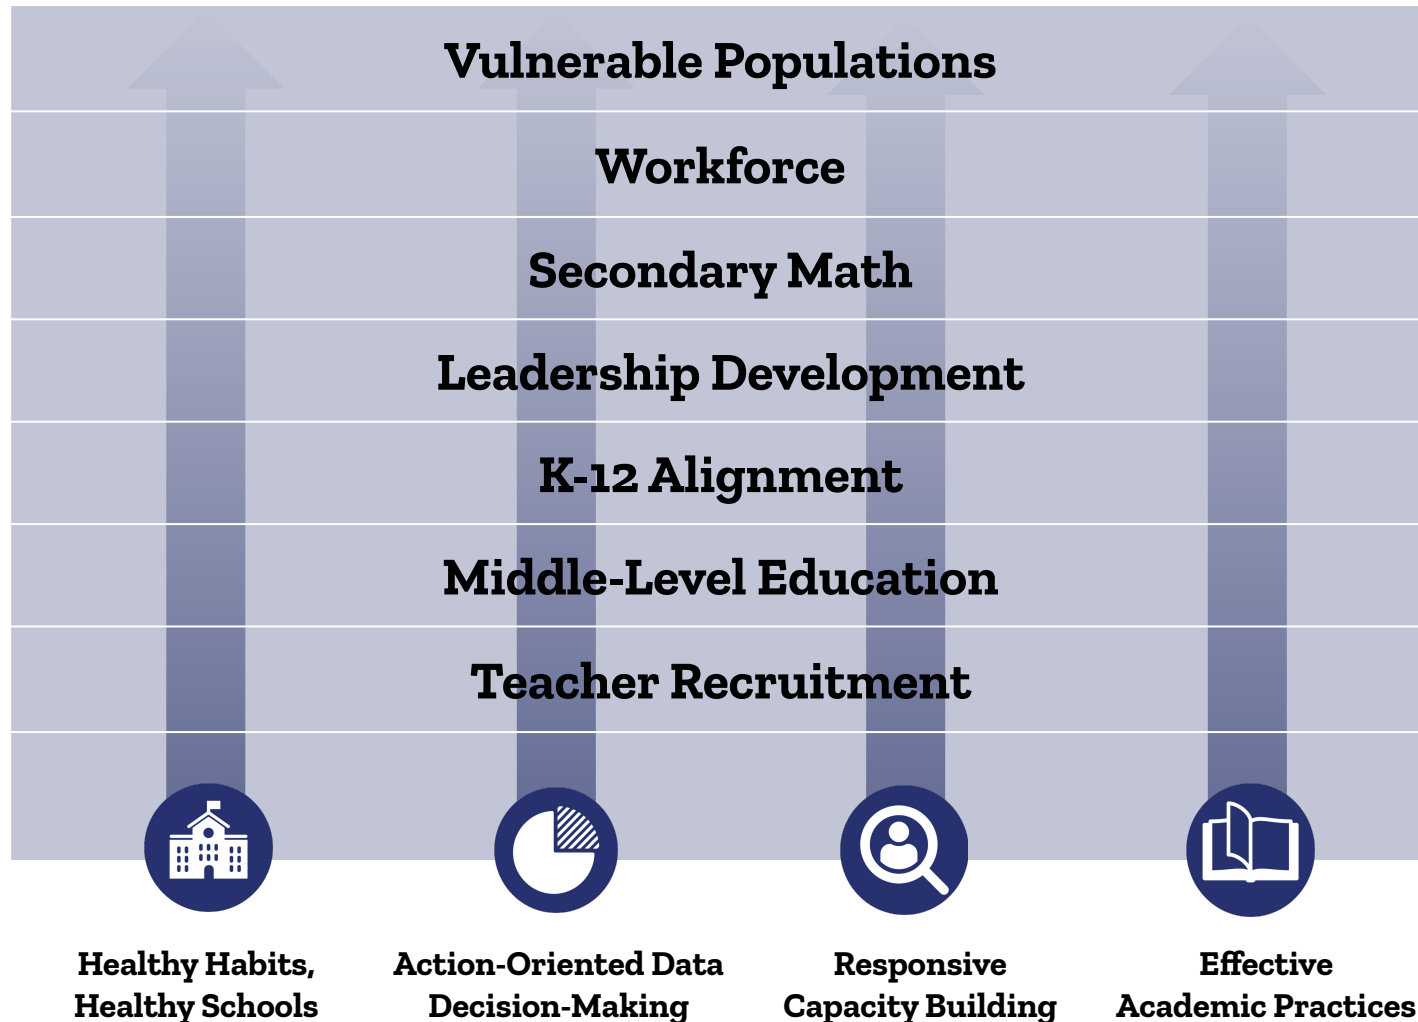 Vulnerable Populations
Workforce
Secondary Math
Leadership Development
K-12 Alignment
Middle-Level Education
Teacher Recruitment
Healthy Habits,
Healthy Schools
Action-Oriented Data
Decision-Making
Responsive
Capacity Building
Effective
Academic Practices